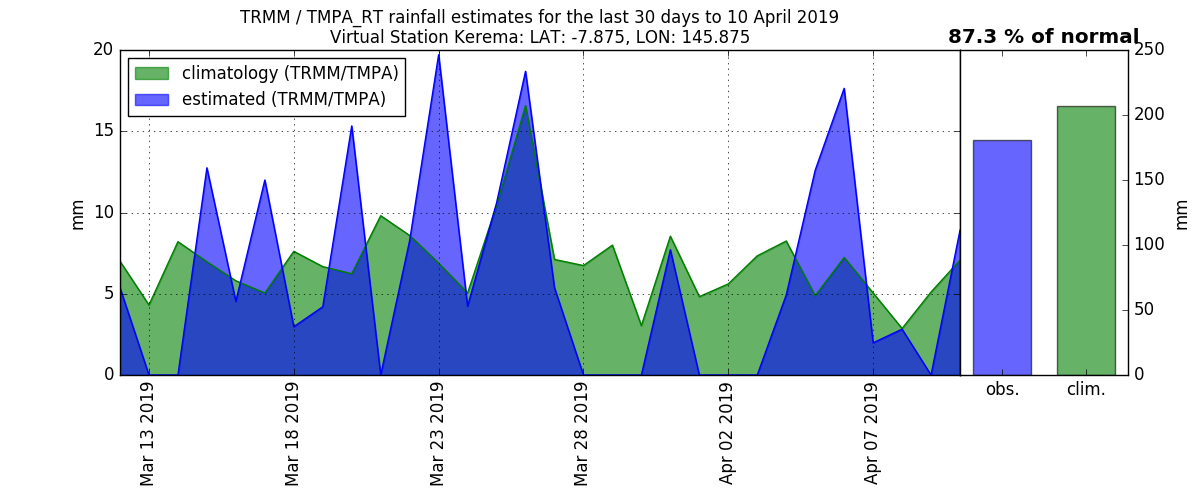 TRMM / TMPA_RT rainfall estimates for the last 30 days to 10 April 2019
Virtual Station Kerema: LAT: -7.875, LON: 145.875
87.3 % of normal
climatology (TRMM/TMPA)
estimated (TRMM/TMPA)
20
15
10
5
0
mm
Mar 13 2019
Mar 18 2019
Mar 23 2019
Mar 28 2019
Apr 02 2019
Apr 07 2019
obs.
clim.
250
200
150
100
50
0
mm